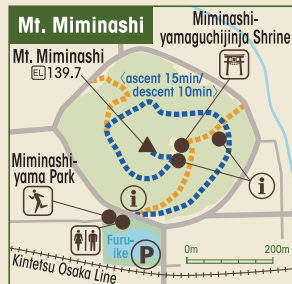 Mt. Miminashi
Miminashi-
yamaguchijinja Shrine
Mt. Miminashi
EL 139.7
〈ascent 15min/
descent 10min〉
Miminashi-
yama Park
i
i
Furu-
ike
P
0m 200m
Kintetsu Osaka Line